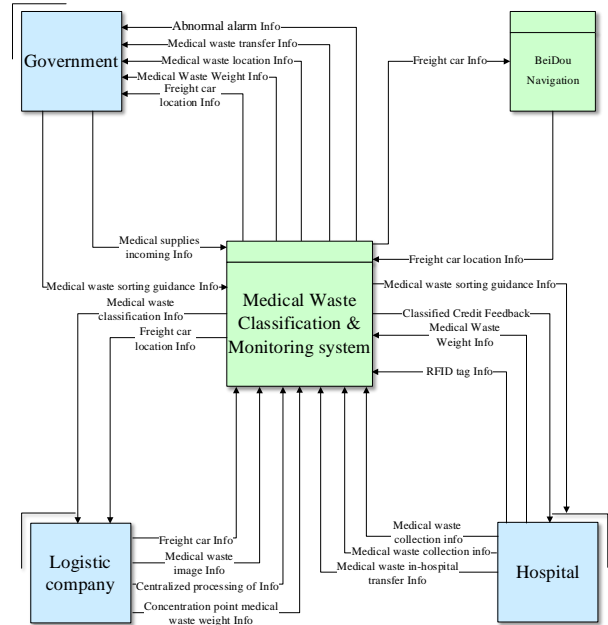 Abnormal alarm Info
Medical waste transfer Info
Medical waste location Info
Medical Waste Weight Info
Freight car
location Info
Government
Freight car Info
BeiDou
Navigation
Medical supplies
incoming Info
Freight car location Info
Medical waste sorting guidance Info
Medical waste sorting guidance Info
Medical waste
classification Info
Freight car
location Info
Medical Waste
Classification &
Monitoring system
Classified Credit Feedback
Medical Waste
Weight Info
RFID tag Info
Logistic
company
Freight car Info
Medical waste
image Info
Centralized processing of Info
Concentration point medical
waste weight Info
Medical waste
collection info
Medical waste collection info
Medical waste in-hospital
transfer Info
Hospital